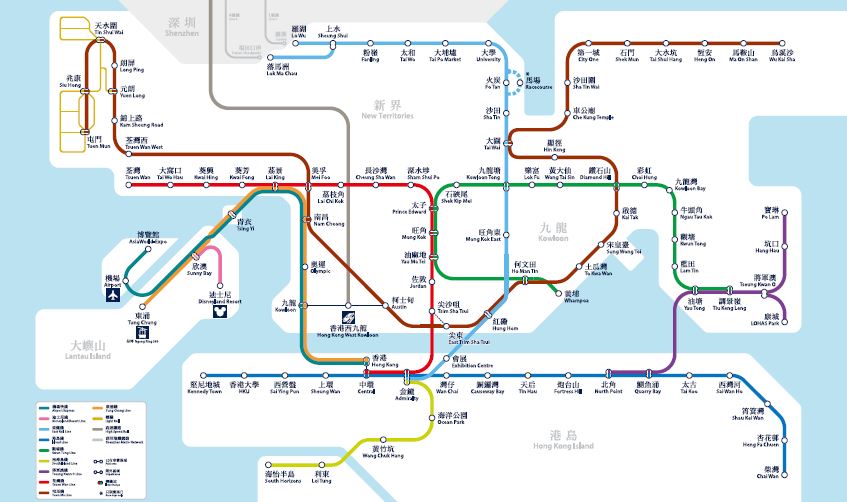 深圳
Shenzhen
天水圍
Tin Shui Wai
朗屏
Long Ping
兆康
Siu Hong
元朗
Yuen Long
錦上路
Kam Sheung Road
屯門
Tuen Mun
荃灣西
Tsuen Wan West
羅湖
Lo Wu
上水
Sheung Shui
落馬洲
Lok Ma Chau
粉嶺
Fanling
太和
Tai Wo
大埔墟
Tai Po Market
大學
University
火炭
Fo Tan
馬場
Racecourse
沙田
Sha Tin
大圍
Tai Wai
新界
New Territories
第一城
City One
石門
Shek Mun
大水坑
Tai Shui Hang
恆安
Heng On
馬鞍山
Ma On Shan
烏溪沙
Wu Kai Sha
沙田圍
Sha Tin Wai
車公廟
Che Kung Temple
顯徑
Hin Keng
荃灣
Tsuen Wan
大窩口
Tai Wo Hau
葵興
Kwai Hing
葵芳
Kwai Fong
荔景
Lai King
美孚
Mei Foo
荔枝角
Lai Chi Kok
長沙灣
Cheung Sha Wan
深水埗
Sham Shui Po
石硤尾
Shek Kip Mei
九龍塘
Kowloon Tong
樂富
Lok Fu
黃大仙
Wong Tai Sin
鑽石山
Diamond Hill
彩虹
Choi Hung
九龍灣
Kowloon Bay
牛頭角
Ngau Tau Kok
觀塘
Kwun Tong
藍田
Lam Tin
油塘
Yau Tong
調景嶺
Tiu Keng Leng
寶琳
Po Lam
坑口
Hang Hau
將軍澳
Tseung Kwan O
康城
LOHAS Park
太子
Prince Edward
旺角
Mong Kok
油麻地
Yau Ma Tei
佐敦
Jordan
尖沙咀
Tsim Sha Tsui
尖東
East Tsim Sha Tsui
旺角東
Mong Kok East
九龍
Kowloon
啟德
Kai Tak
宋皇臺
Sung Wong Toi
土瓜灣
To Kwa Wan
何文田
Ho Man Tin
黃埔
Whampoa
紅磡
Hung Hom
南昌
Nam Cheong
奧運
Olympic
九龍
Kowloon
柯士甸
Austin
香港西九龍
Hong Kong West Kowloon
青衣
Tsing Yi
博覽館
AsiaWorld-Expo
機場
Airport
欣澳
Sunny Bay
迪士尼
Disneyland Resort
東涌
Tung Chung
大嶼山
Lantau Island
香港
Hong Kong
會展
Exhibition Centre
堅尼地城
Kennedy Town
香港大學
HKU
西營盤
Sai Ying Pun
上環
Sheung Wan
中環
Central
金鐘
Admiralty
灣仔
Wan Chai
銅鑼灣
Causeway Bay
天后
Tin Hau
炮台山
Fortress Hill
北角
North Point
鰂魚涌
Quarry Bay
太古
Tai Koo
西灣河
Sai Wan Ho
筲箕灣
Shau Kei Wan
杏花邨
Heng Fa Chuen
柴灣
Chai Wan
海洋公園
Ocean Park
黃竹坑
Wong Chuk Hang
利東
Lei Tung
海怡半島
South Horizons
港島
Hong Kong Island